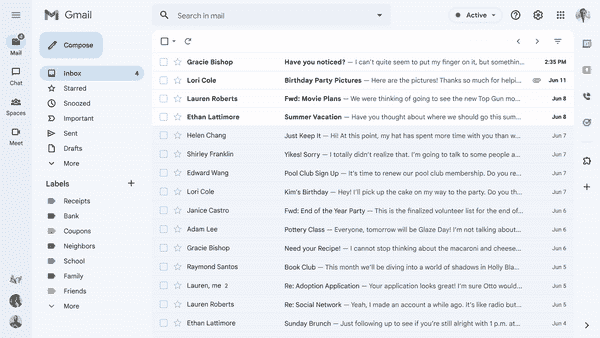 Gmail
Search in mail
Active
4
Mail
Chat
Spaces
Meet
Compose
Inbox 4
Starred
Snoozed
Important
Sent
Drafts
More
Labels
Receipts
Bank
Coupons
Neighbors
School
Family
Friends
More
Gracie Bishop Have you noticed? — I can't quite seem to put my finger on it, but somethin... 2:35 PM
Lori Cole Birthday Party Pictures — Here are the pictures! Thanks so much for helpi... Jun 11
Lauren Roberts Fwd: Movie Plans — We were thinking of going to see the new Top Gun mo... Jun 8
Ethan Lattimore Summer Vacation — Have you thought about where we should go this sum... Jun 8
Helen Chang Just Keep It — Hi! At this point, my hat has spent more time with you than w... Jun 7
Shirley Franklin Yikes! Sorry — I totally didn't realize that. I'm going to talk to some people a... Jun 7
Edward Wang Pool Club Sign Up — It's time to renew our pool club membership. Do you re... Jun 7
Lori Cole Kim's Birthday — Hey! I'll pick up the cake on my way to the party. Do you th... Jun 7
Janice Castro Fwd: End of the Year Party — This is the finalized volunteer list for the end of... Jun 6
Adam Lee Pottery Class — Everyone, tomorrow will be Glaze Day! I'm not talking about... Jun 6
Gracie Bishop Need your Recipe! — I cannot stop thinking about the macaroni and cheese... Jun 6
Raymond Santos Book Club — This month we'll be diving into a world of shadows in Holly Bla... Jun 5
Lauren, me 2 Re: Adoption Application — Your application looks great! I'm sure Otto would... Jun 5
Lauren Roberts Re: Social Network — Yeah, I made an account a while ago. It's like radio but... Jun 5
Ethan Lattimore Sunday Brunch — Just following up to see if you're still alright with 1 p.m. at... Jun 4